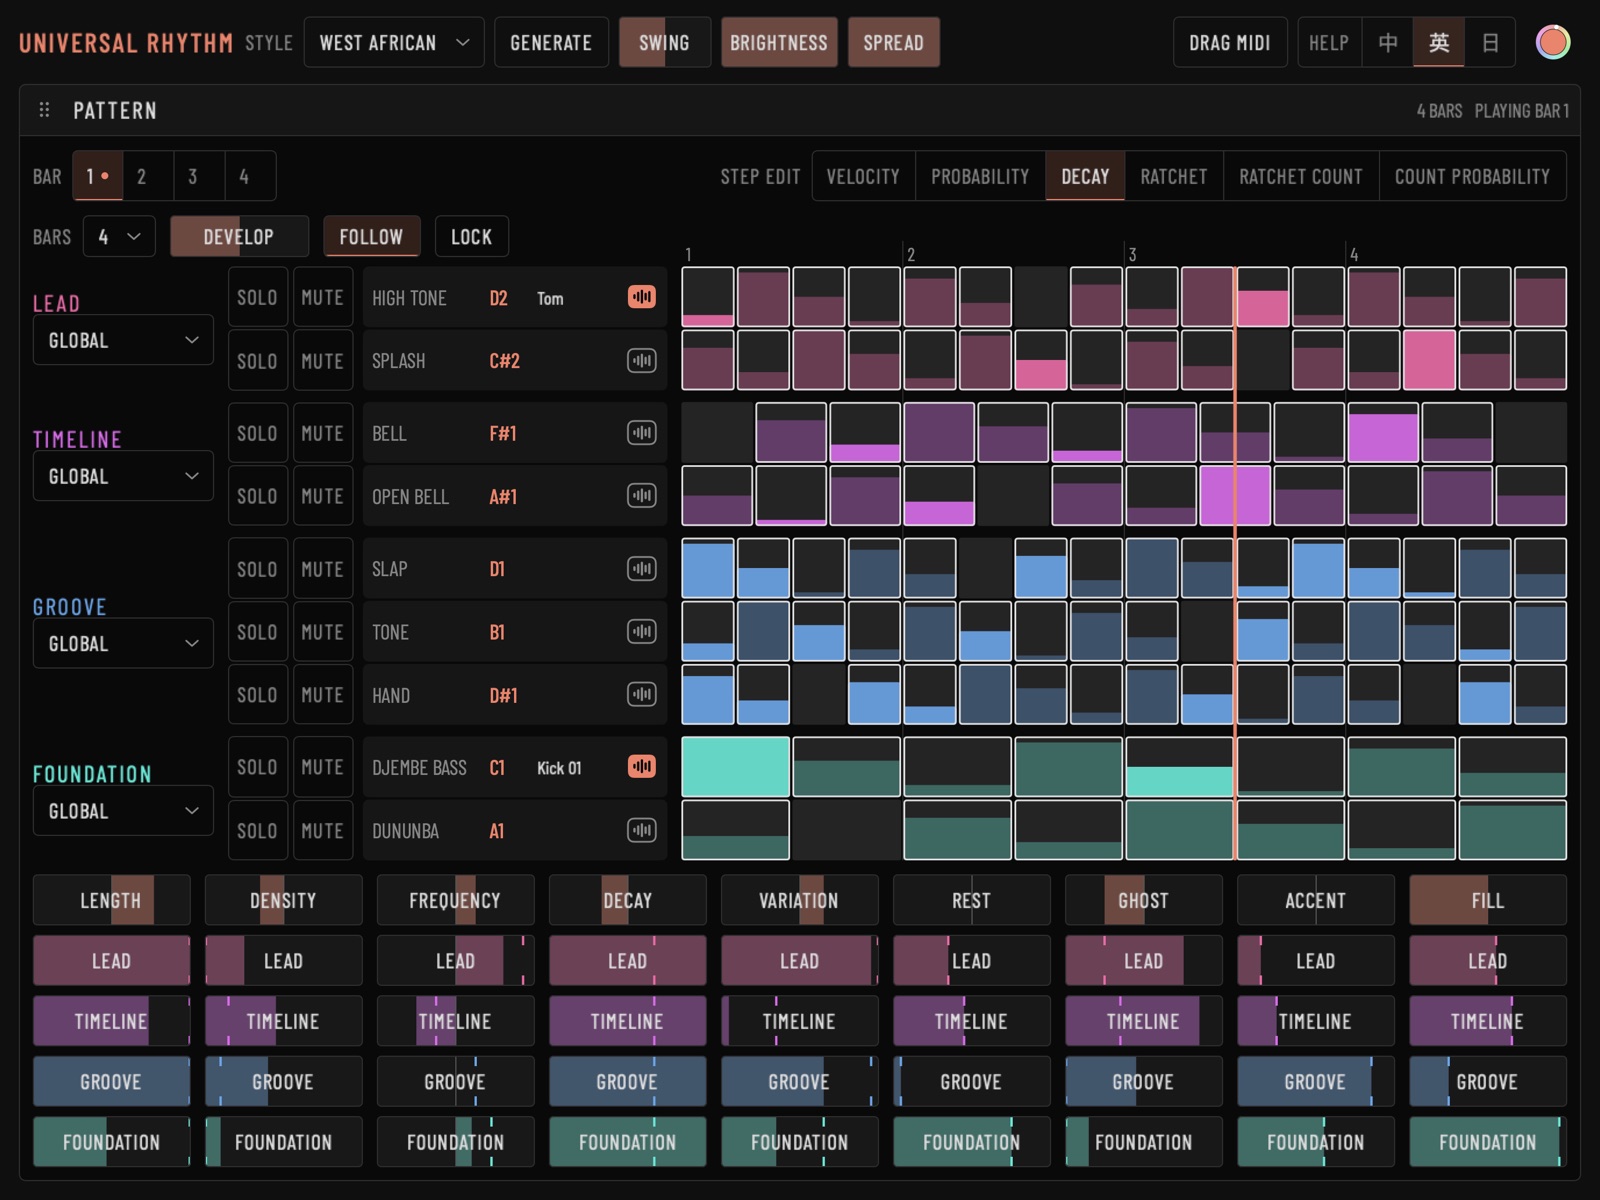 UNIVERSAL RHYTHM STYLE WEST AFRICAN GENERATE SWING BRIGHTNESS SPREAD DRAG MIDI HELP 中 英 日
PATTERN 4 BARS PLAYING BAR 1
BAR 1 2 3 4 STEP EDIT VELOCITY PROBABILITY DECAY RATCHET RATCHET COUNT COUNT PROBABILITY
BARS 4 DEVELOP FOLLOW LOCK
1 2 3 4
LEAD
GLOBAL
SOLO MUTE HIGH TONE D2 Tom
SOLO MUTE SPLASH C#2
TIMELINE
GLOBAL
SOLO MUTE BELL F#1
SOLO MUTE OPEN BELL A#1
GROOVE
GLOBAL
SOLO MUTE SLAP D1
SOLO MUTE TONE B1
SOLO MUTE HAND D#1
FOUNDATION
GLOBAL
SOLO MUTE DJEMBE BASS C1 Kick 01
SOLO MUTE DUNUNBA A1
LENGTH DENSITY FREQUENCY DECAY VARIATION REST GHOST ACCENT FILL
LEAD LEAD LEAD LEAD LEAD LEAD LEAD LEAD LEAD
TIMELINE TIMELINE TIMELINE TIMELINE TIMELINE TIMELINE TIMELINE TIMELINE TIMELINE
GROOVE GROOVE GROOVE GROOVE GROOVE GROOVE GROOVE GROOVE GROOVE
FOUNDATION FOUNDATION FOUNDATION FOUNDATION FOUNDATION FOUNDATION FOUNDATION FOUNDATION FOUNDATION